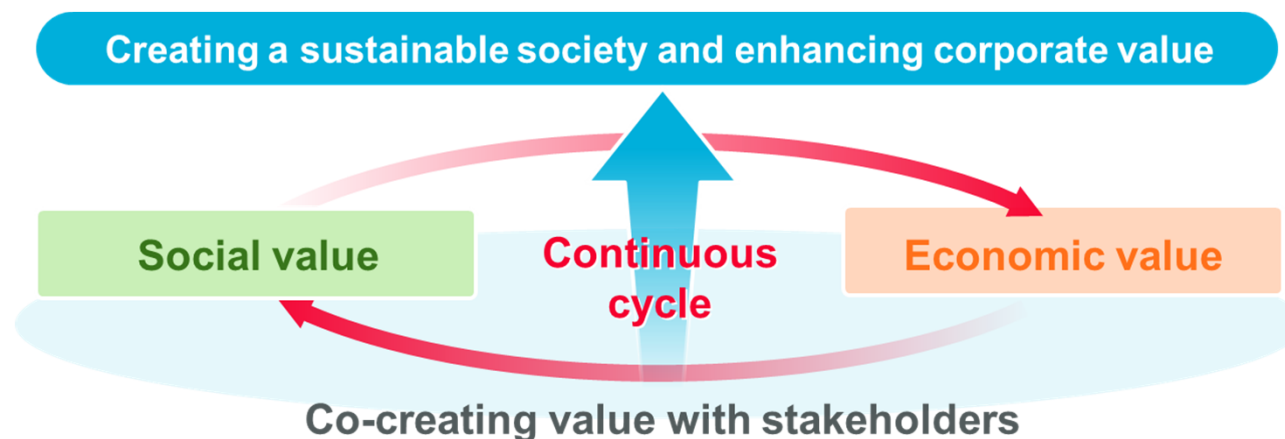 Creating a sustainable society and enhancing corporate value
Social value
Continuous
cycle
Economic value
Co-creating value with stakeholders